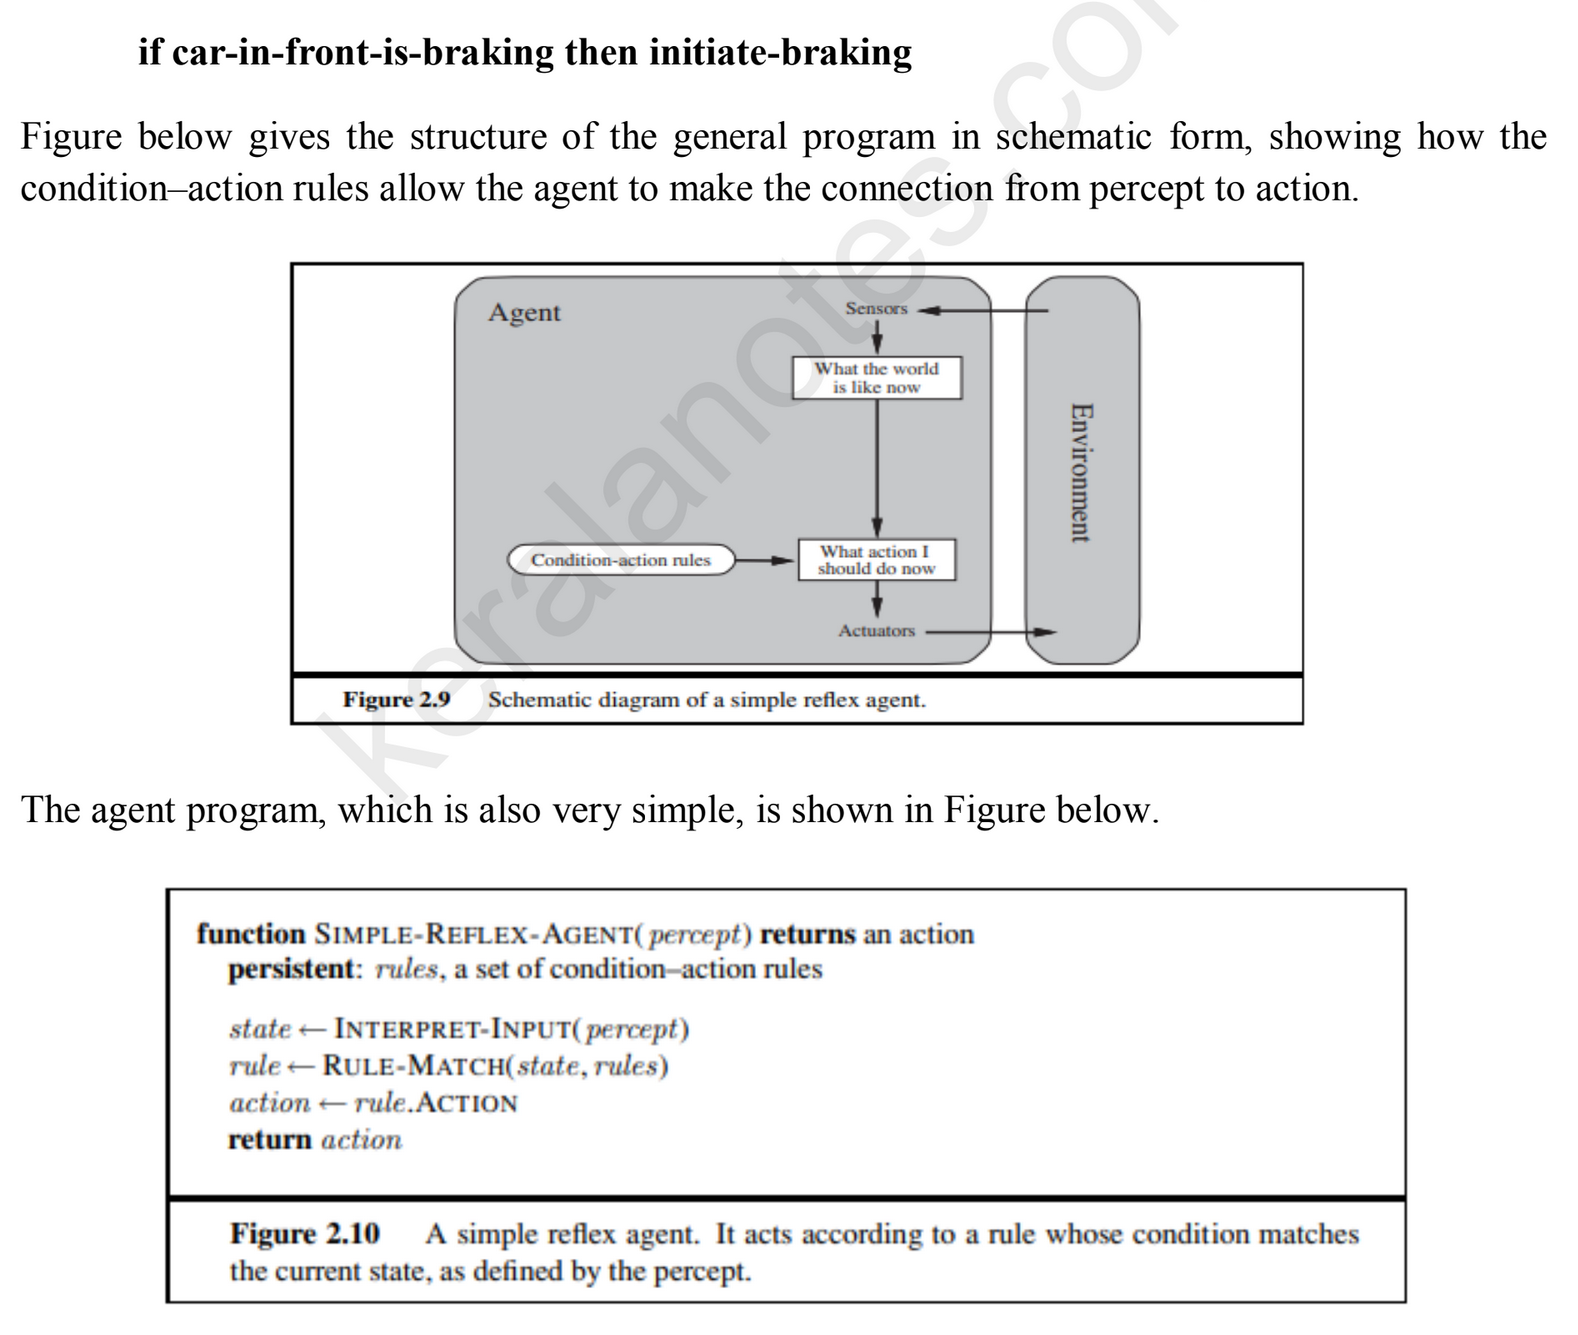 if car-in-front-is-braking then initiate-braking
Figure below gives the structure of the general program in schematic form, showing how the
condition–action rules allow the agent to make the connection from percept to action.
Agent
Sensors
What the world
is like now
Environment
Condition-action rules
What action I
should do now
Actuators
Figure 2.9 Schematic diagram of a simple reflex agent.
The agent program, which is also very simple, is shown in Figure below.
function SIMPLE-REFLEX-AGENT(percept) returns an action
persistent: rules, a set of condition–action rules
state ← INTERPRET-INPUT(percept)
rule ← RULE-MATCH(state, rules)
action ← rule.ACTION
return action
Figure 2.10 A simple reflex agent. It acts according to a rule whose condition matches
the current state, as defined by the percept.
keralanotes.co